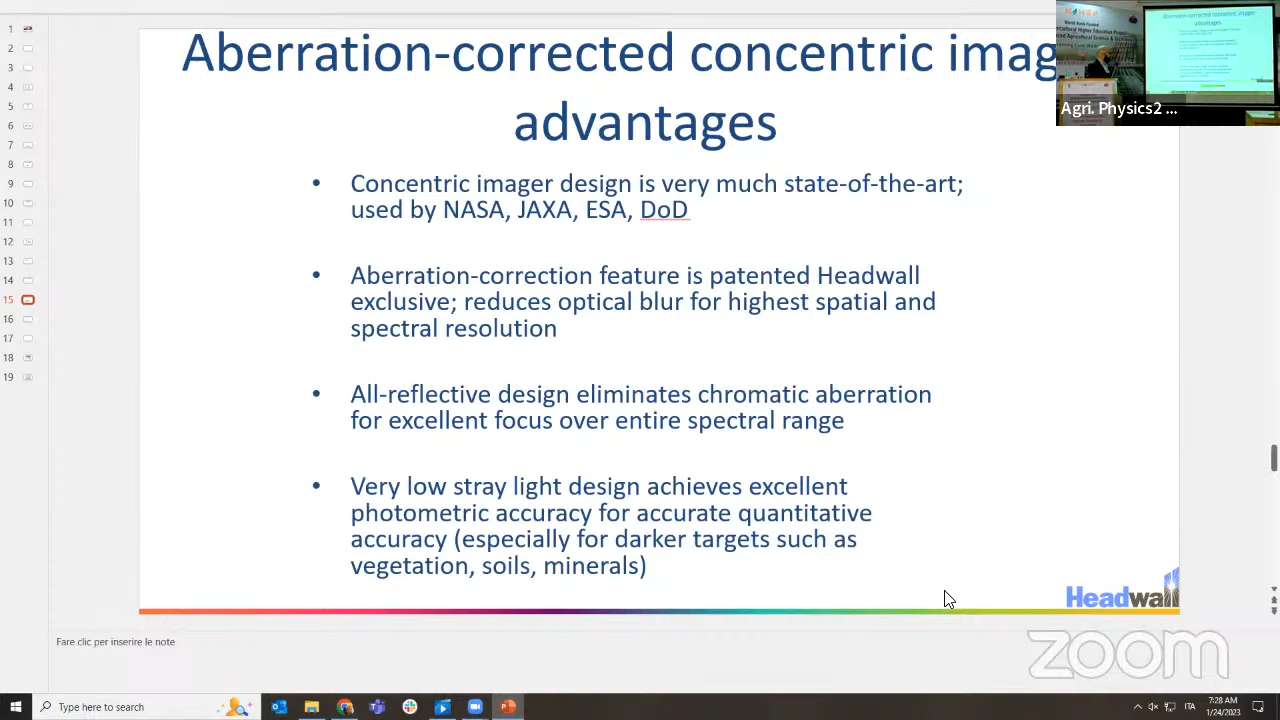 Aberration-corrected concentric imag
advantages
• Concentric imager design is very much state-of-the-art;
used by NASA, JAXA, ESA, DoD
• Aberration-correction feature is patented Headwall
exclusive; reduces optical blur for highest spatial and
spectral resolution
• All-reflective design eliminates chromatic aberration
for excellent focus over entire spectral range
• Very low stray light design achieves excellent
photometric accuracy for accurate quantitative
accuracy (especially for darker targets such as
vegetation, soils, minerals)
Headwall
1
2
3
4
5
6
7
8
9
10
11
12
13
14
15
16
17
18
19
Aberration-corrected concentric imager
advantages
Agri. Physics2 ...
Fare clic per inserire le note
zoom
Type here to search
ITA
7:28 AM
1/24/2023